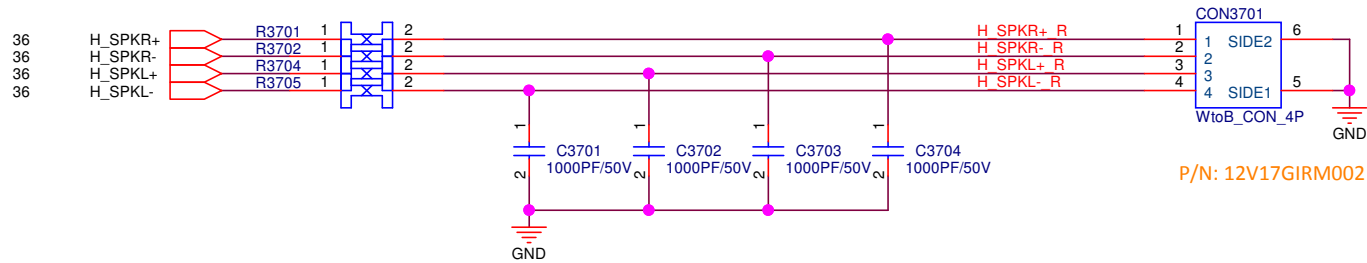 CON3701
36 H_SPKR+ R3701 1 2 H_SPKR+_R 1 1 SIDE2 6
36 H_SPKR- R3702 1 2 H_SPKR-_R 2 2
36 H_SPKL+ R3704 1 2 H_SPKL+_R 3 3
36 H_SPKL- R3705 1 2 H_SPKL-_R 4 4 SIDE1 5
WtoB_CON_4P
GND
1 1 1 1
C3701 C3702 C3703 C3704
1000PF/50V 1000PF/50V 1000PF/50V 1000PF/50V
2 2 2 2
P/N: 12V17GIRM002
GND